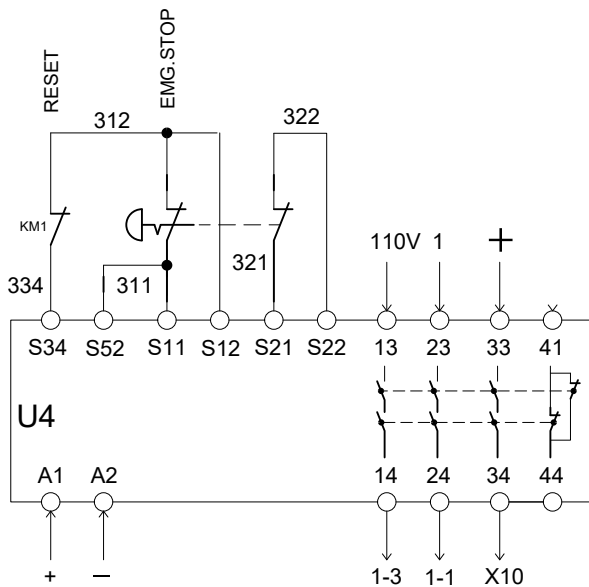 RESET
EMG.STOP
312
322
KM1
110V 1 +
321
334
311
S34 S52 S11 S12 S21 S22 13 23 33 41
U4
A1 A2 14 24 34 44
+ — 1-3 1-1 X10